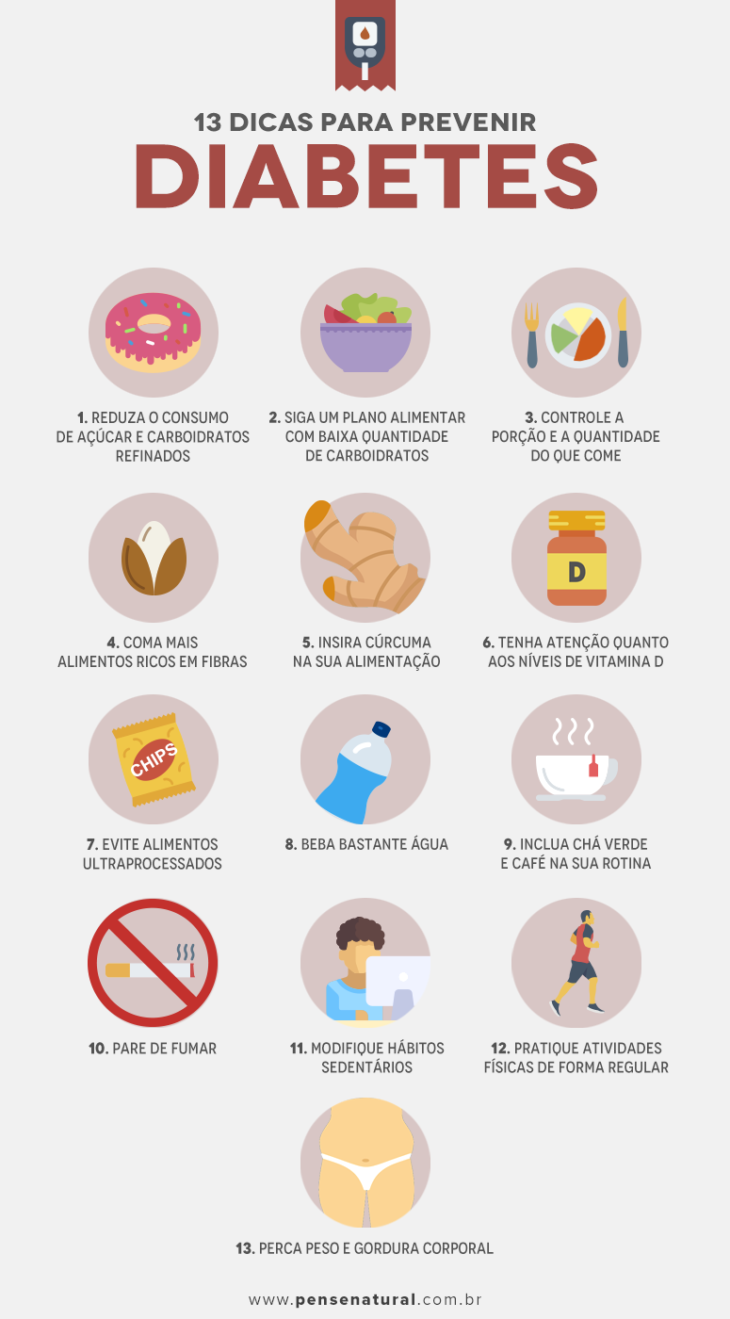 13 DICAS PARA PREVENIR
DIABETES
1. REDUZA O CONSUMO
DE AÇÚCAR E CARBOIDRATOS
REFINADOS
2. SIGA UM PLANO ALIMENTAR
COM BAIXA QUANTIDADE
DE CARBOIDRATOS
3. CONTROLE A
PORÇÃO E A QUANTIDADE
DO QUE COME
4. COMA MAIS
ALIMENTOS RICOS EM FIBRAS
5. INSIRA CÚRCUMA
NA SUA ALIMENTAÇÃO
D
6. TENHA ATENÇÃO QUANTO
AOS NÍVEIS DE VITAMINA D
CHIPS
7. EVITE ALIMENTOS
ULTRAPROCESSADOS
8. BEBA BASTANTE ÁGUA
9. INCLUA CHÁ VERDE
E CAFÉ NA SUA ROTINA
10. PARE DE FUMAR
11. MODIFIQUE HÁBITOS
SEDENTÁRIOS
12. PRATIQUE ATIVIDADES
FÍSICAS DE FORMA REGULAR
13. PERCA PESO E GORDURA CORPORAL
www.pensenatural.com.br